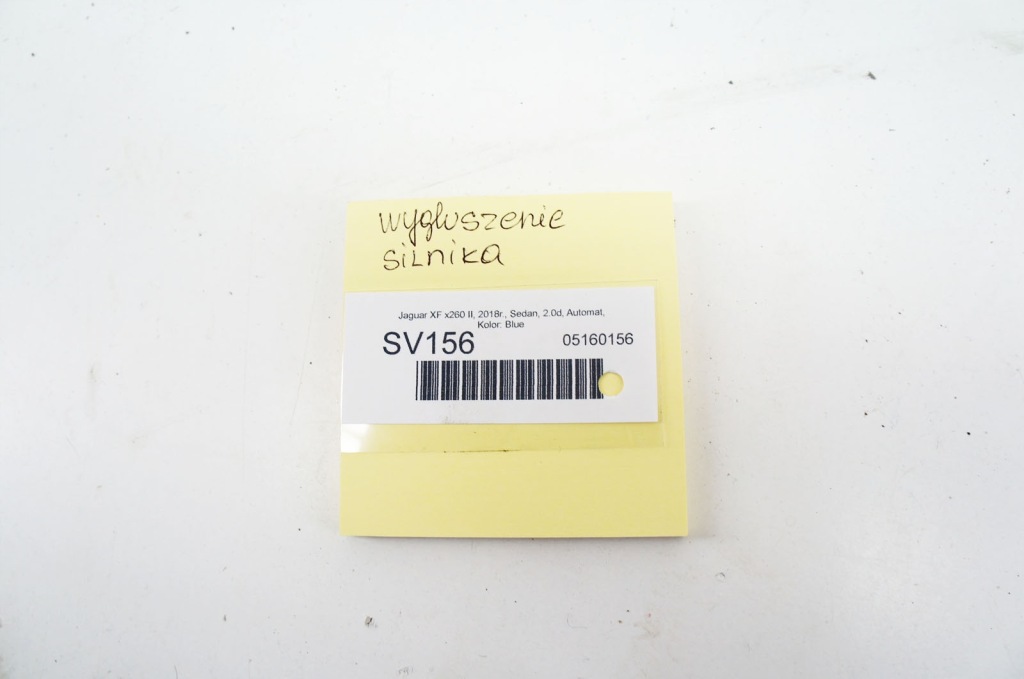 wygłuszenie
silnika
Jaguar XF x260 II, 2018r., Sedan, 2.0d, Automat,
Kolor: Blue
SV156 05160156